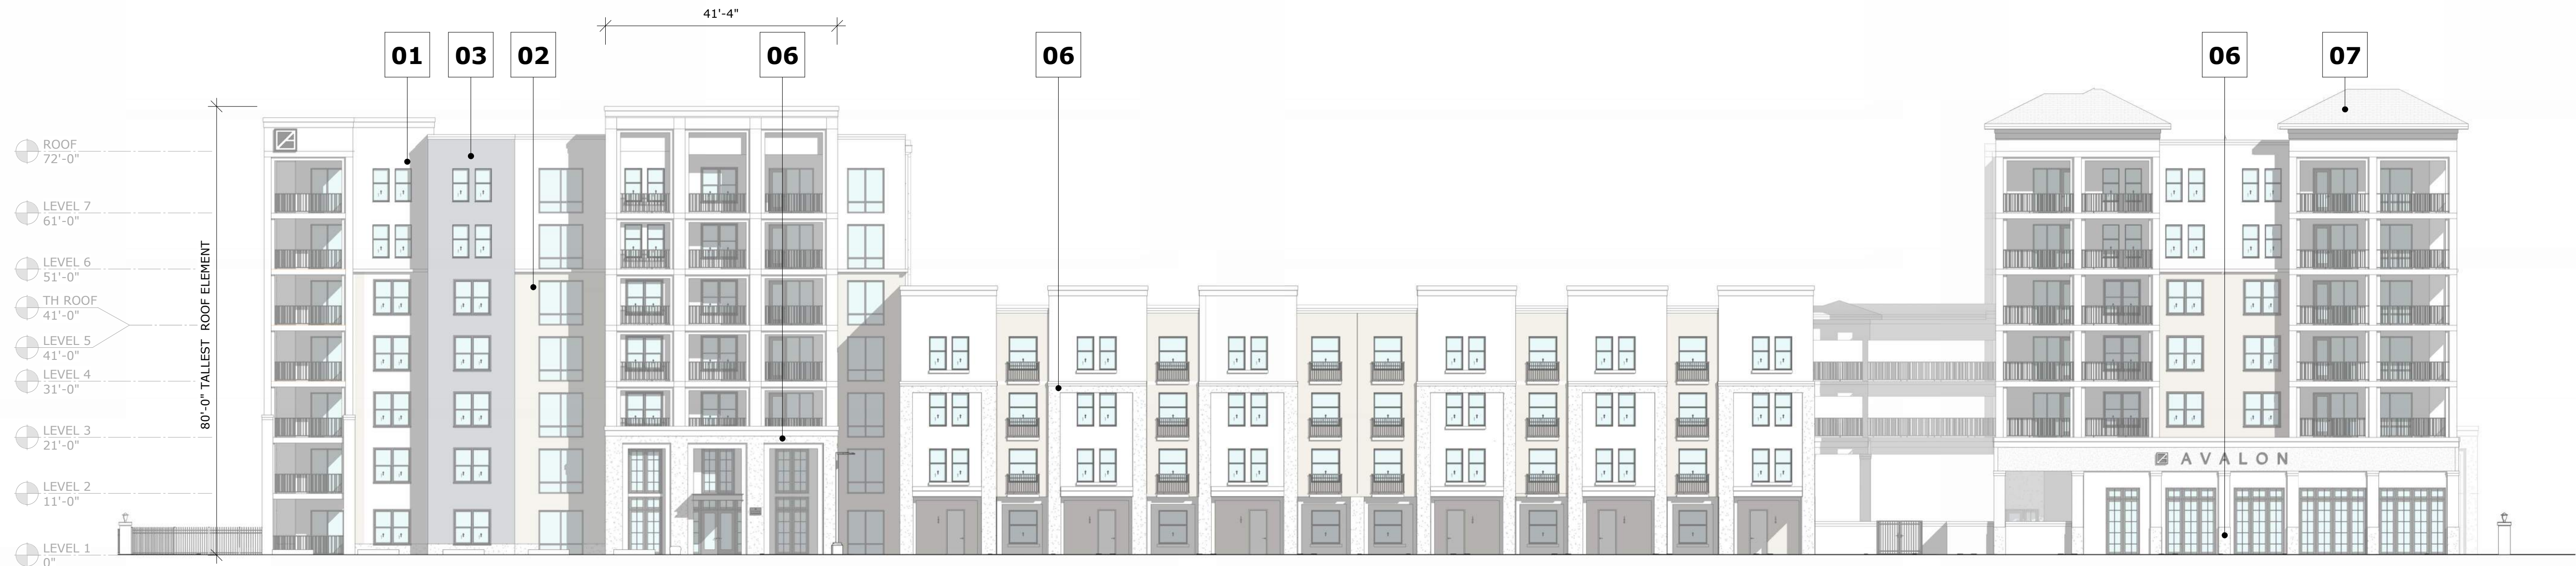 41'-4"
01
03
02
06
06
06
07
ROOF
72'-0"
LEVEL 7
61'-0"
LEVEL 6
51'-0"
TH ROOF
41'-0"
LEVEL 5
41'-0"
LEVEL 4
31'-0"
LEVEL 3
21'-0"
LEVEL 2
11'-0"
LEVEL 1
0"
80'-0" TALLEST ROOF ELEMENT
AVALON